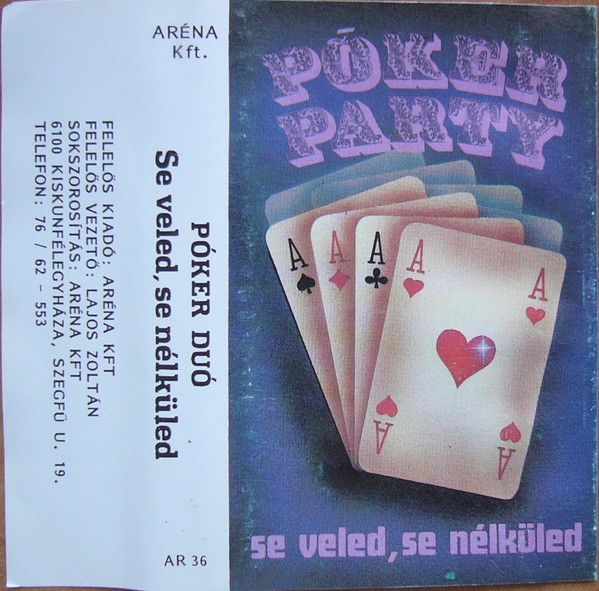 ARÉNA
Kft.
PÓKER DUÓ
Se veled, se nélküled
FELELŐS KIADÓ: ARÉNA KFT
FELELŐS VEZETŐ: LAJOS ZOLTÁN
SOKSZOROSÍTÁS: ARÉNA KFT
6100 KISKUNFÉLEGYHÁZA, SZEGFŰ U. 19.
TELEFON: 76 / 62 - 553
AR 36
PÓKER
PARTY
A
A
A
A
A
A
A
se veled, se nélküled